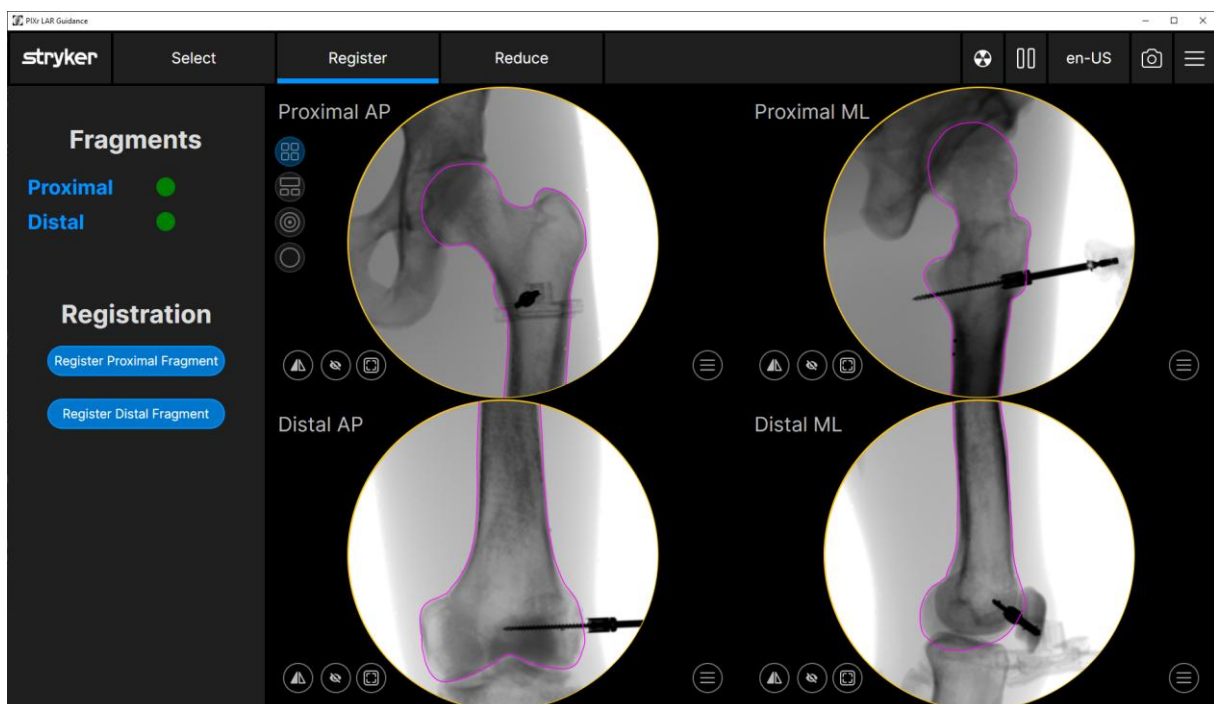 PIXr LAR Guidance
stryker
Select
Register
Reduce
en-US
Fragments
Proximal
Distal
Registration
Register Proximal Fragment
Register Distal Fragment
Proximal AP
Proximal ML
Distal AP
Distal ML